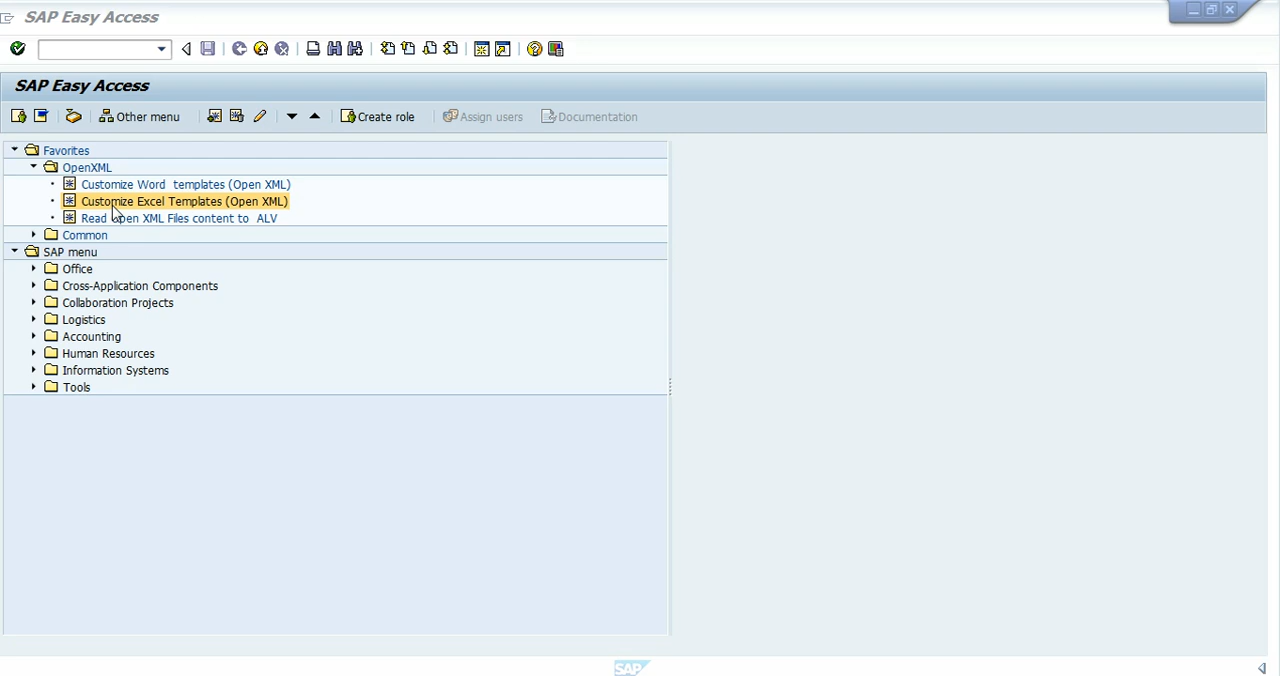 SAP Easy Access
SAP Easy Access
Other menu Create role Assign users Documentation
Favorites
OpenXML
Customize Word templates (Open XML)
Customize Excel Templates (Open XML)
Read Open XML Files content to ALV
Common
SAP menu
Office
Cross-Application Components
Collaboration Projects
Logistics
Accounting
Human Resources
Information Systems
Tools
SAP